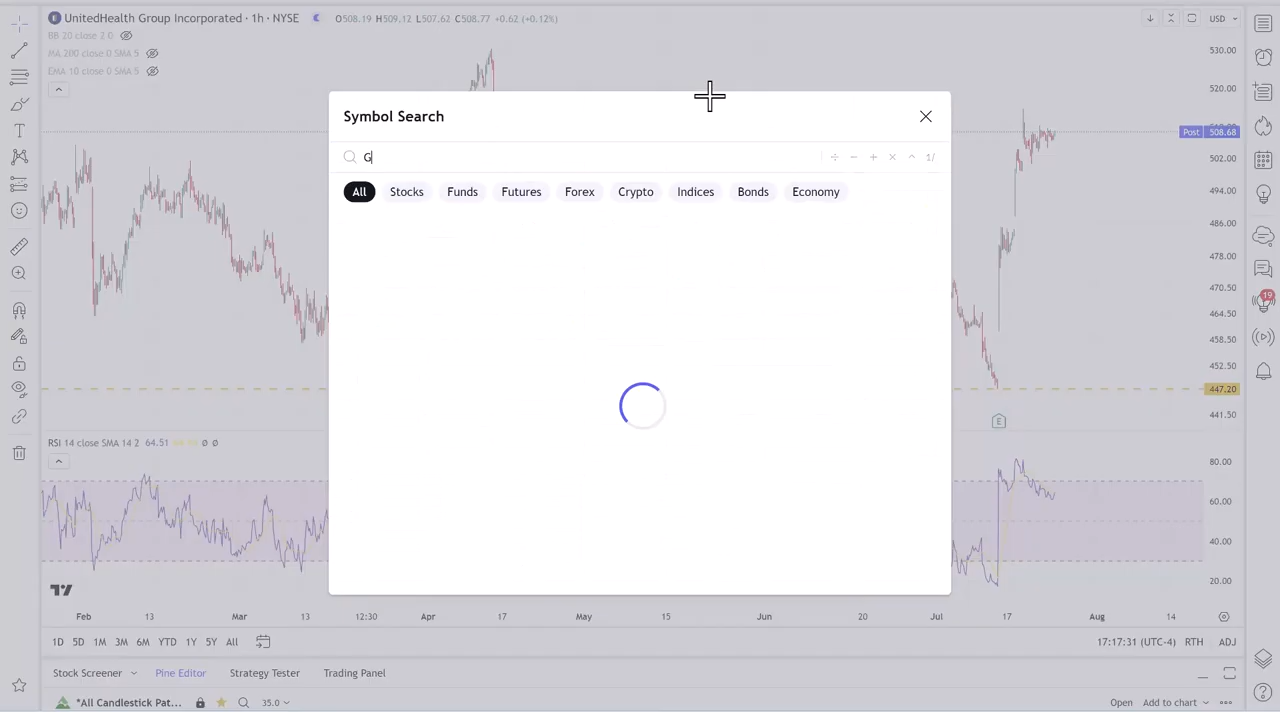 UnitedHealth Group Incorporated · 1h · NYSE
O508.19 H509.12 L507.62 C508.77 +0.62 (+0.12%)
USD
BB 20 close 2 0
MA 200 close 0 SMA 5
EMA 10 close 0 SMA 5
530.00
520.00
Post 508.68
502.00
494.00
486.00
478.00
470.50
464.50
458.50
452.50
447.20
441.50
Symbol Search
G
÷ − + × ^ 1/
All Stocks Funds Futures Forex Crypto Indices Bonds Economy
19
E
RSI 14 close SMA 14 2 64.51 ∅ ∅
80.00
60.00
40.00
20.00
Feb 13 Mar 13 12:30 Apr 17 May 15 Jun 20 Jul 17 Aug 14
1D 5D 1M 3M 6M YTD 1Y 5Y All
17:17:31 (UTC-4) RTH ADJ
Stock Screener Pine Editor Strategy Tester Trading Panel
*All Candlestick Pat... 35.0
Open Add to chart